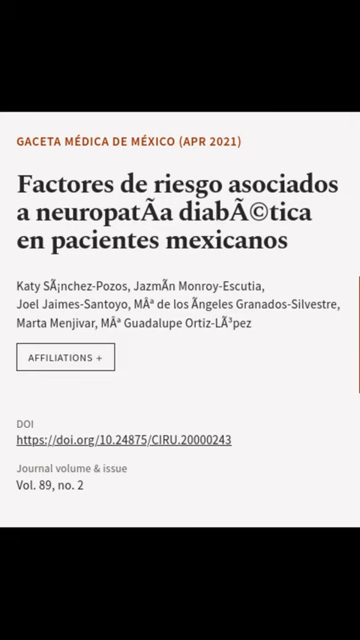 GACETA MÉDICA DE MÉXICO (APR 2021)
Factores de riesgo asociados
a neuropatÃa diabÃ©tica
en pacientes mexicanos
Katy SÃ¡nchez-Pozos, JazmÃn Monroy-Escutia,
Joel Jaimes-Santoyo, MÂª de los Ãngeles Granados-Silvestre,
Marta Menjivar, MÂª Guadalupe Ortiz-LÃ³pez
AFFILIATIONS +
DOI
https://doi.org/10.24875/CIRU.20000243
Journal volume & issue
Vol. 89, no. 2